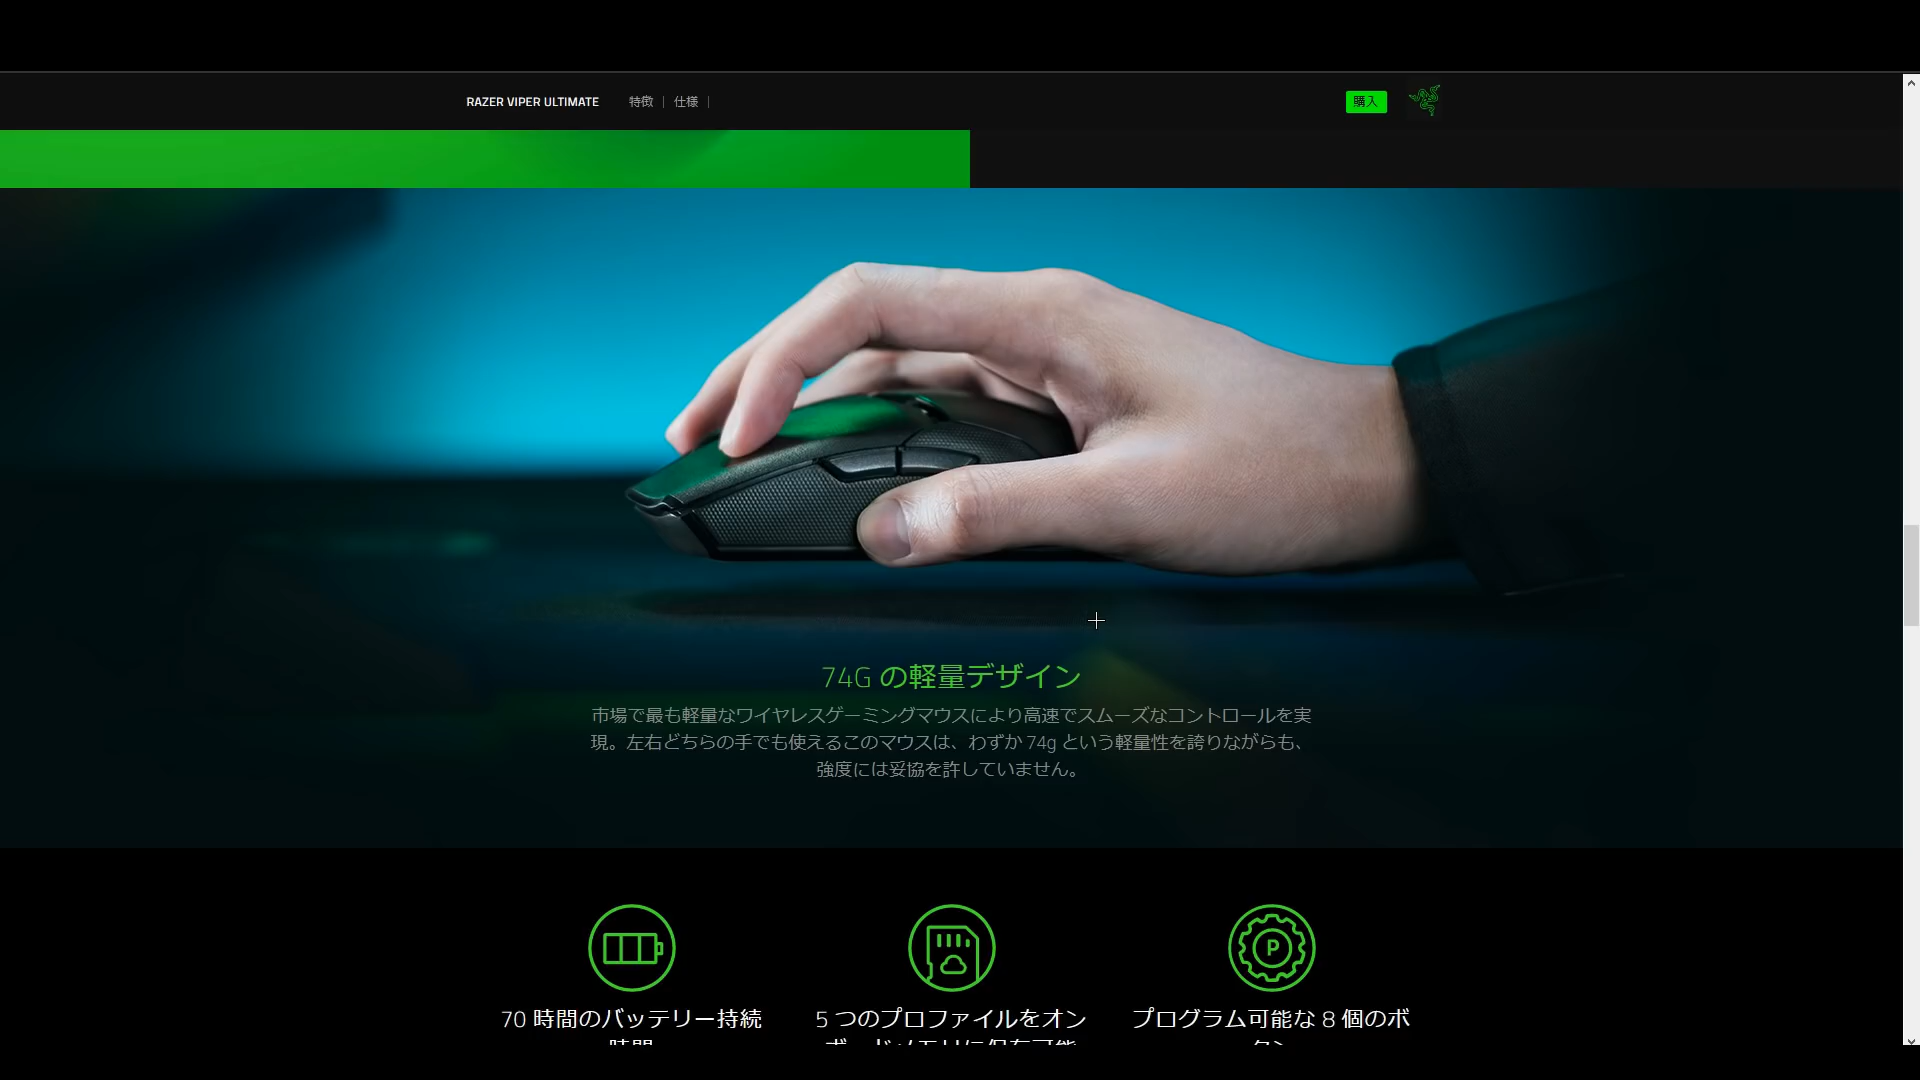 RAZER VIPER ULTIMATE 特徴 | 仕様 | 購入
74G の軽量デザイン
市場で最も軽量なワイヤレスゲーミングマウスにより高速でスムーズなコントロールを実
現。左右どちらの手でも使えるこのマウスは、わずか 74g という軽量性を誇りながらも、
強度には妥協を許していません。
P
70 時間のバッテリー持続 5 つのプロファイルをオン プログラム可能な 8 個のボ